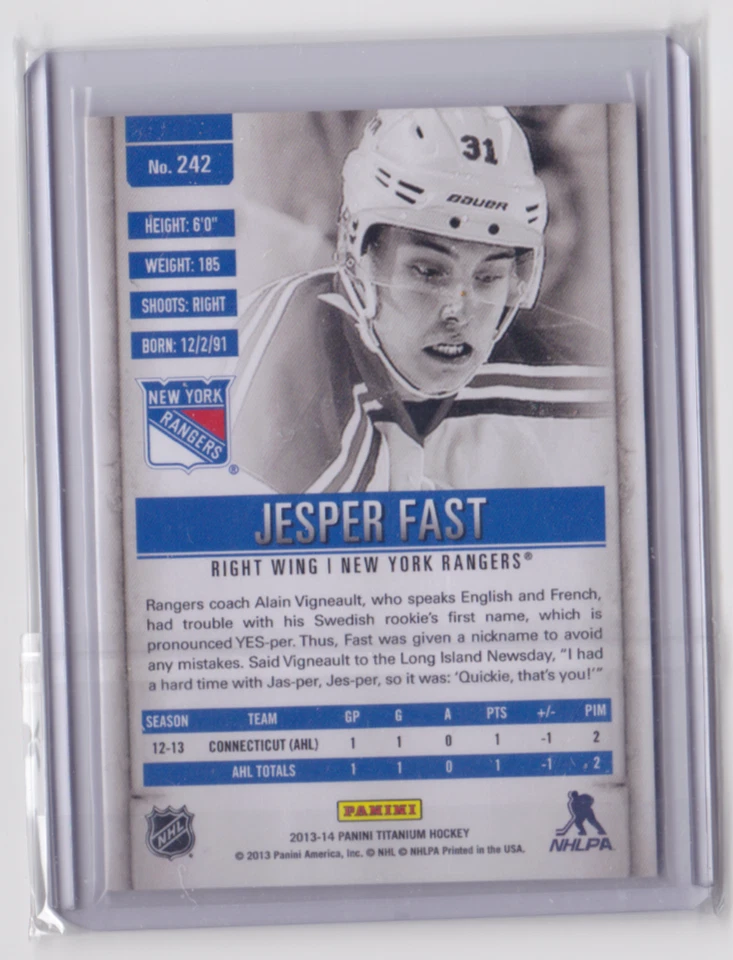 No. 242
31
BAUER
HEIGHT: 6'0"
WEIGHT: 185
SHOOTS: RIGHT
BORN: 12/2/91
NEW YORK
RANGERS®
JESPER FAST
RIGHT WING | NEW YORK RANGERS®
Rangers coach Alain Vigneault, who speaks English and French,
had trouble with his Swedish rookie's first name, which is
pronounced YES-per. Thus, Fast was given a nickname to avoid
any mistakes. Said Vigneault to the Long Island Newsday, "I had
a hard time with Jas-per, Jes-per, so it was: 'Quickie, that's you!'"
SEASON TEAM GP G A PTS +/- PIM
12-13 CONNECTICUT (AHL) 1 1 0 1 -1 2
AHL TOTALS 1 1 0 1 -1 2
PANINI
NHL
2013-14 PANINI TITANIUM HOCKEY
© 2013 Panini America, Inc. © NHL © NHLPA Printed in the USA.
NHLPA